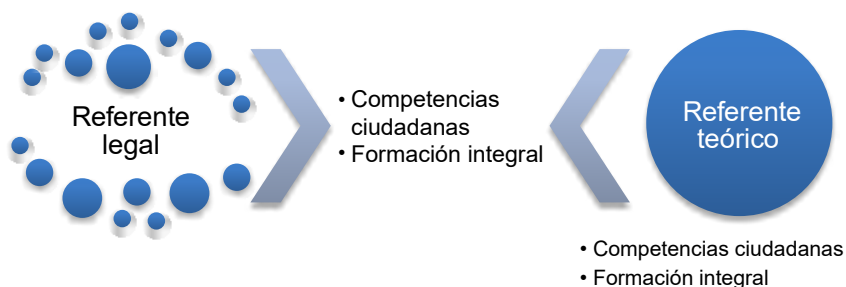 Referente
legal
• Competencias
ciudadanas
• Formación integral
Referente
teórico
• Competencias ciudadanas
• Formación integral